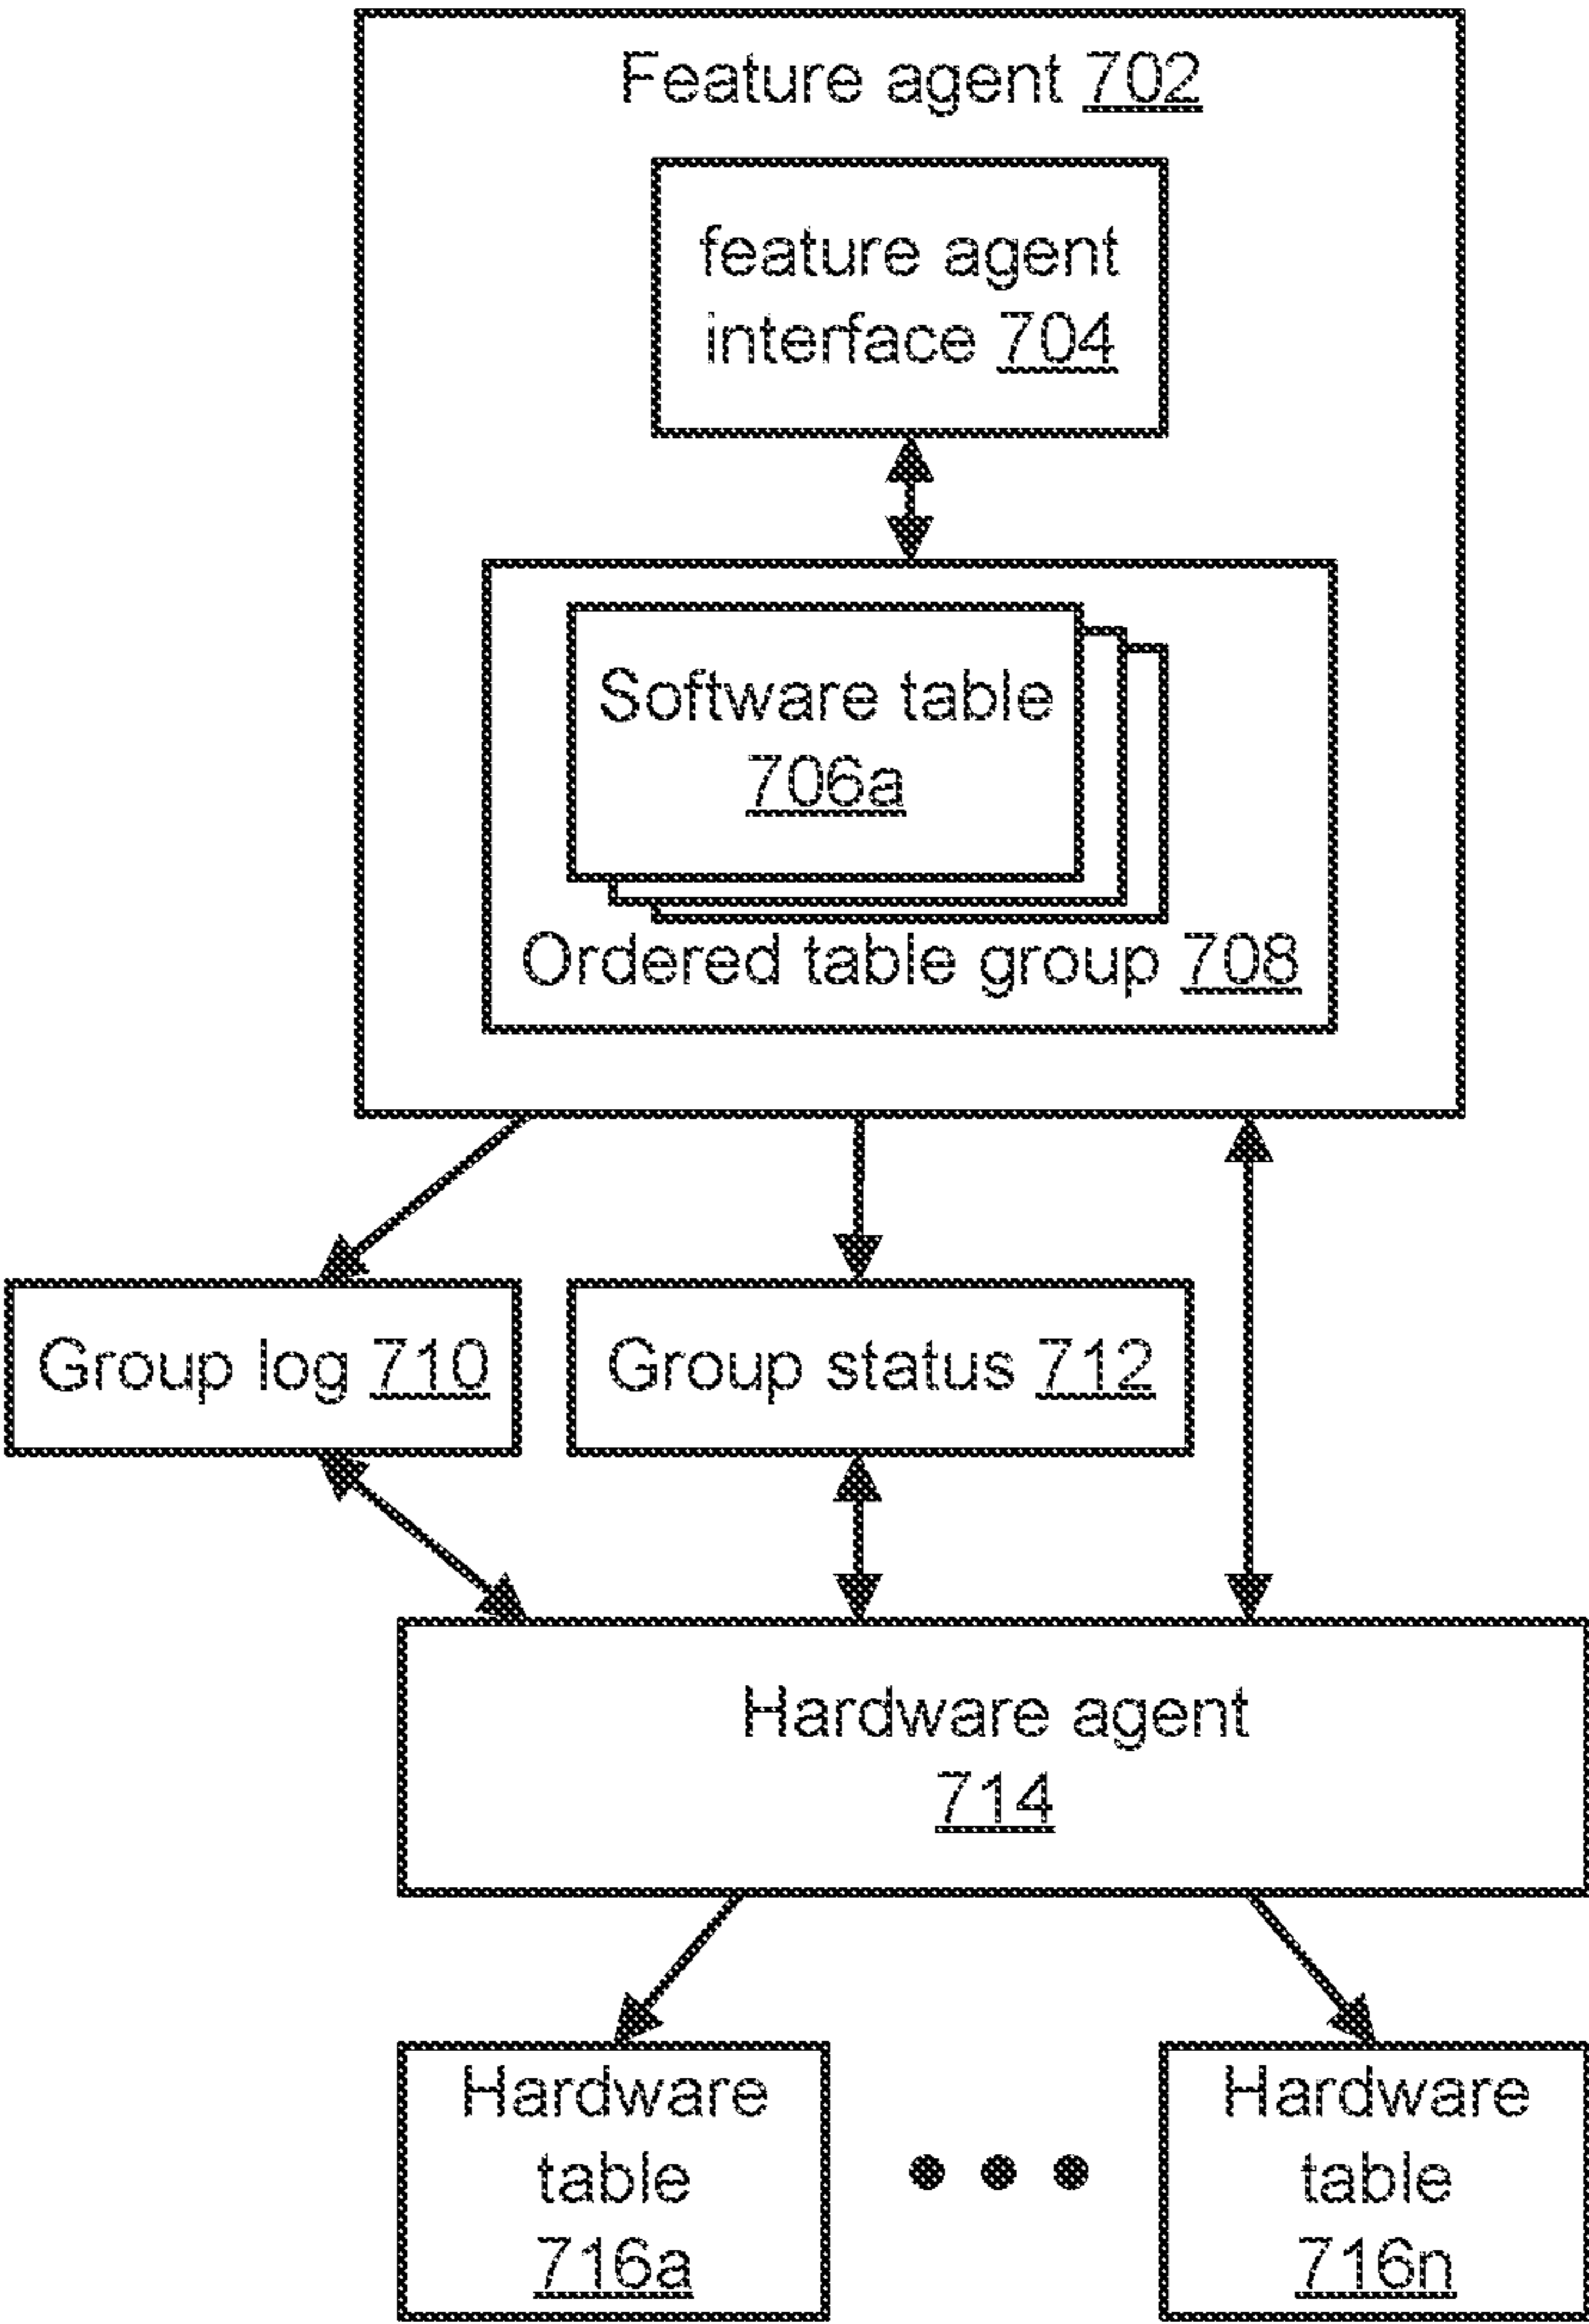 Feature agent 702
feature agent
interface 704
Software table
706a
Ordered table group 708
Group log 710
Group status 712
Hardware agent
714
Hardware
table
716a
Hardware
table
716n